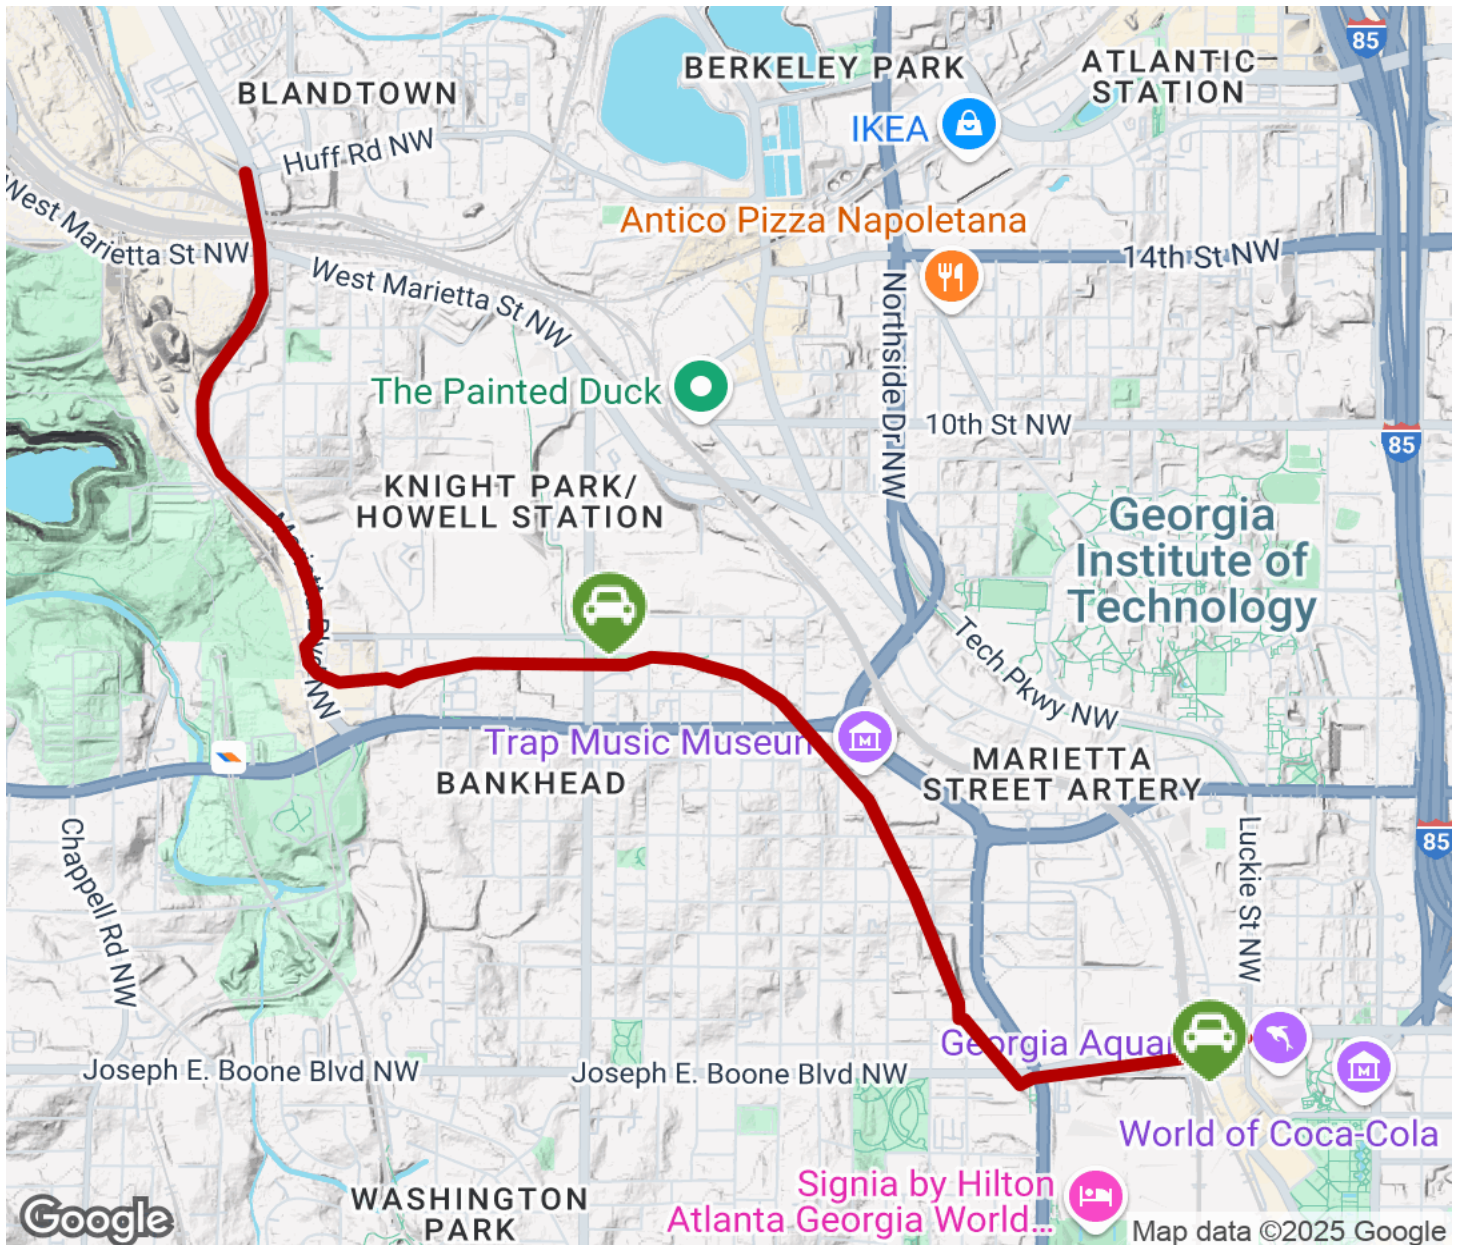 85
ATLANTIC
STATION
BERKELEY PARK
BLANDTOWN
IKEA
Huff Rd NW
West Marietta St NW
Antico Pizza Napoletana
14th St NW
West Marietta St NW
Northside Dr NW
The Painted Duck
10th St NW
85
KNIGHT PARK/
HOWELL STATION
Georgia
Institute of
Technology
Tech Pkwy NW
Trap Music Museum
MARIETTA
STREET ARTERY
BANKHEAD
Chappell Rd NW
Luckie St NW
85
Georgia Aqua
Joseph E. Boone Blvd NW
Joseph E. Boone Blvd NW
World of Coca-Cola
Signia by Hilton
Atlanta Georgia World...
WASHINGTON
PARK
Google
Map data ©2025 Google